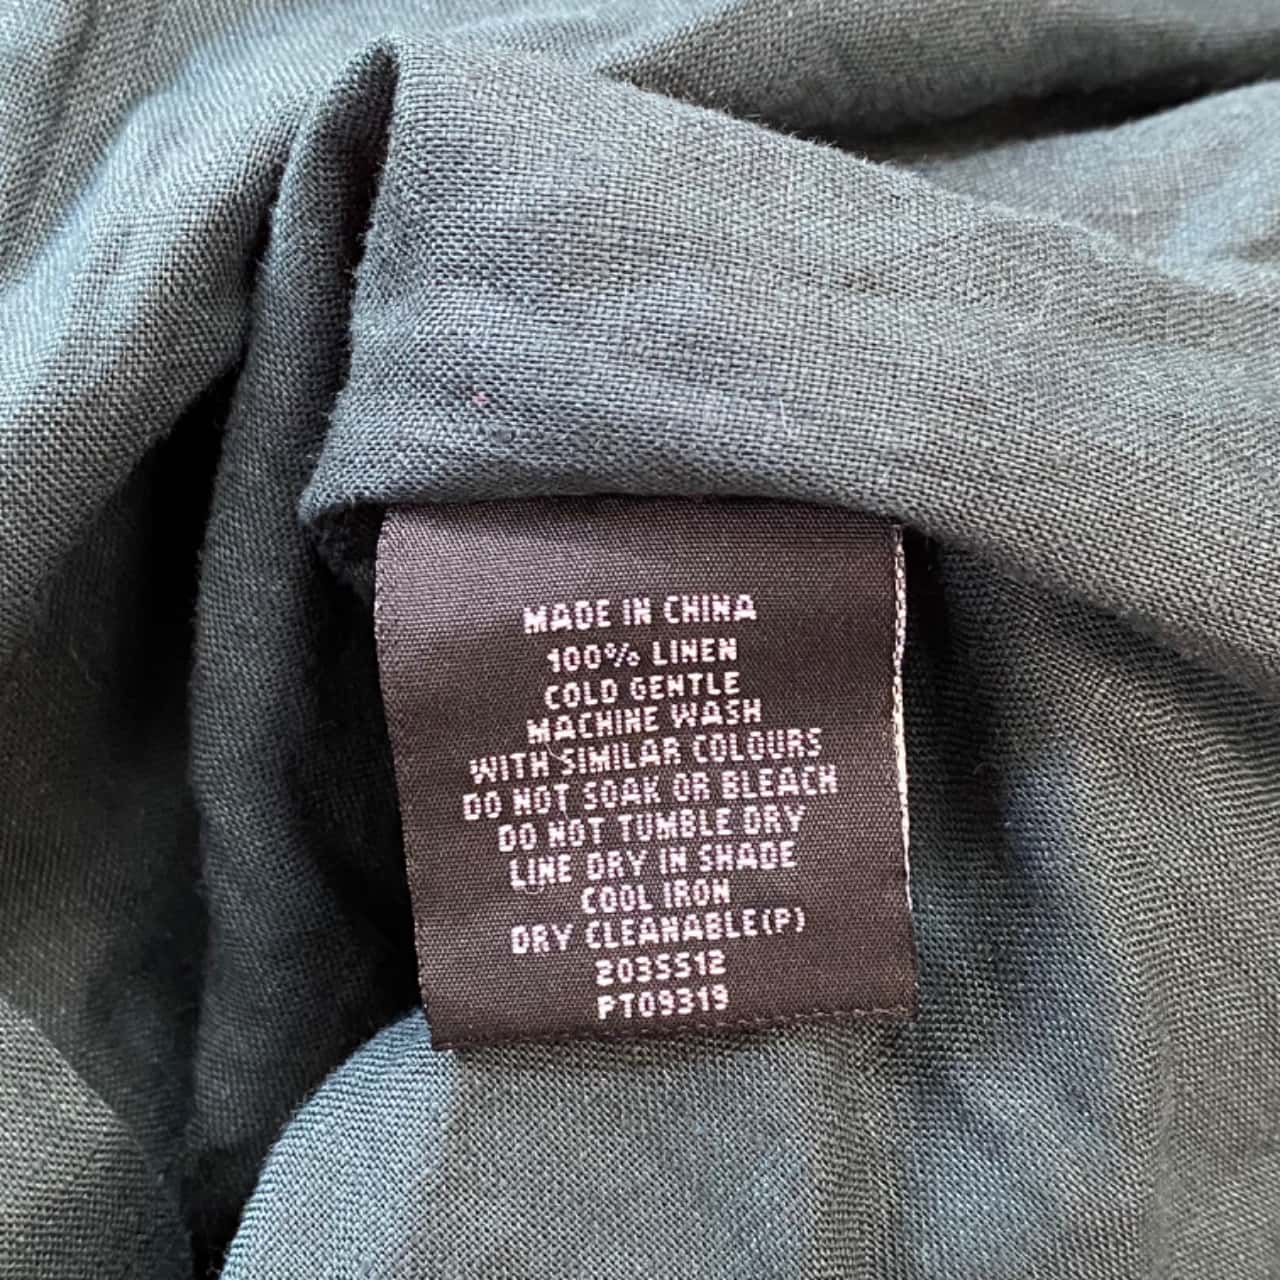 MADE IN CHINA
100% LINEN
COLD GENTLE
MACHINE WASH
WITH SIMILAR COLOURS
DO NOT SOAK OR BLEACH
DO NOT TUMBLE DRY
LINE DRY IN SHADE
COOL IRON
DRY CLEANABLE(P)
203SS12
PT09319